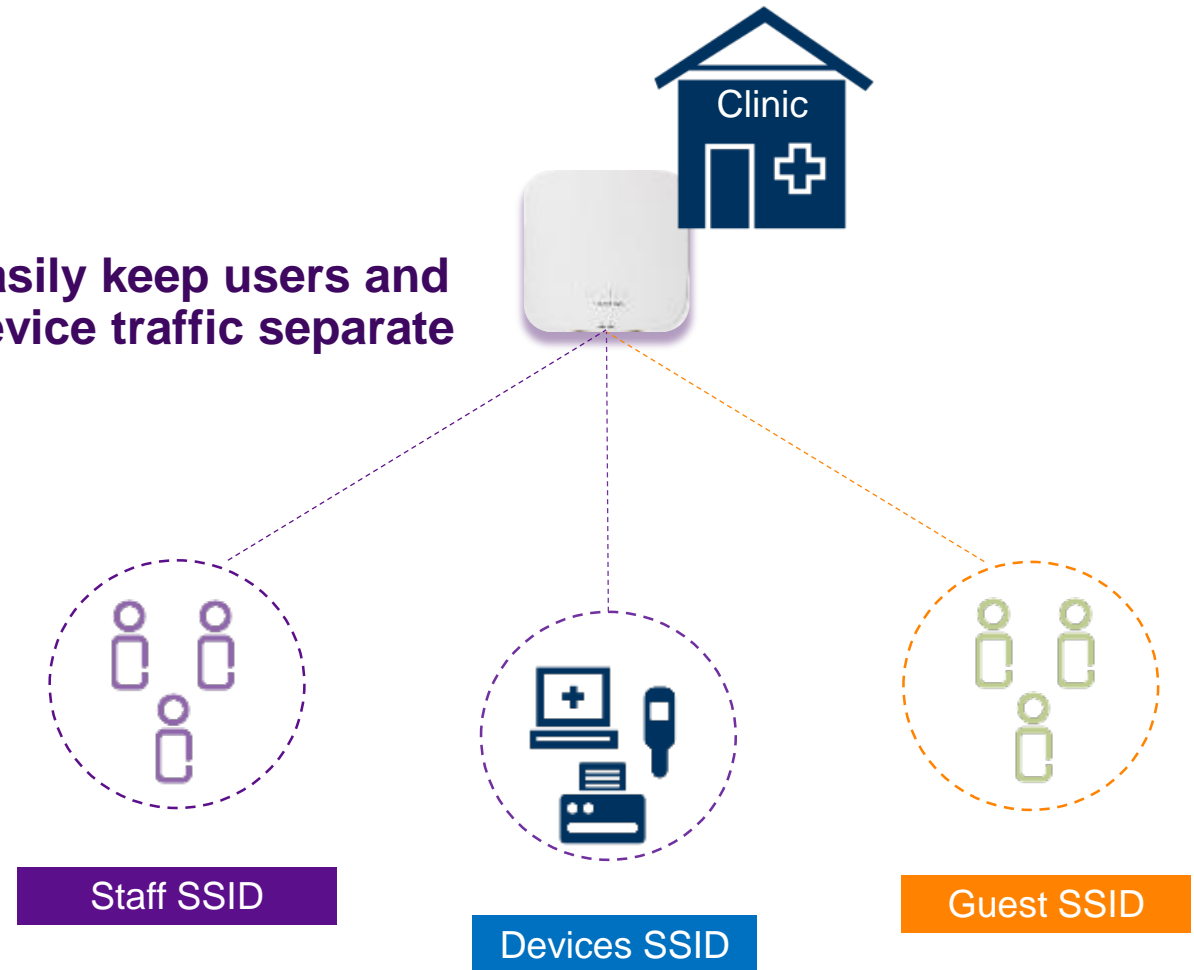 Clinic
asily keep users and
evice traffic separate
Staff SSID
Devices SSID
Guest SSID